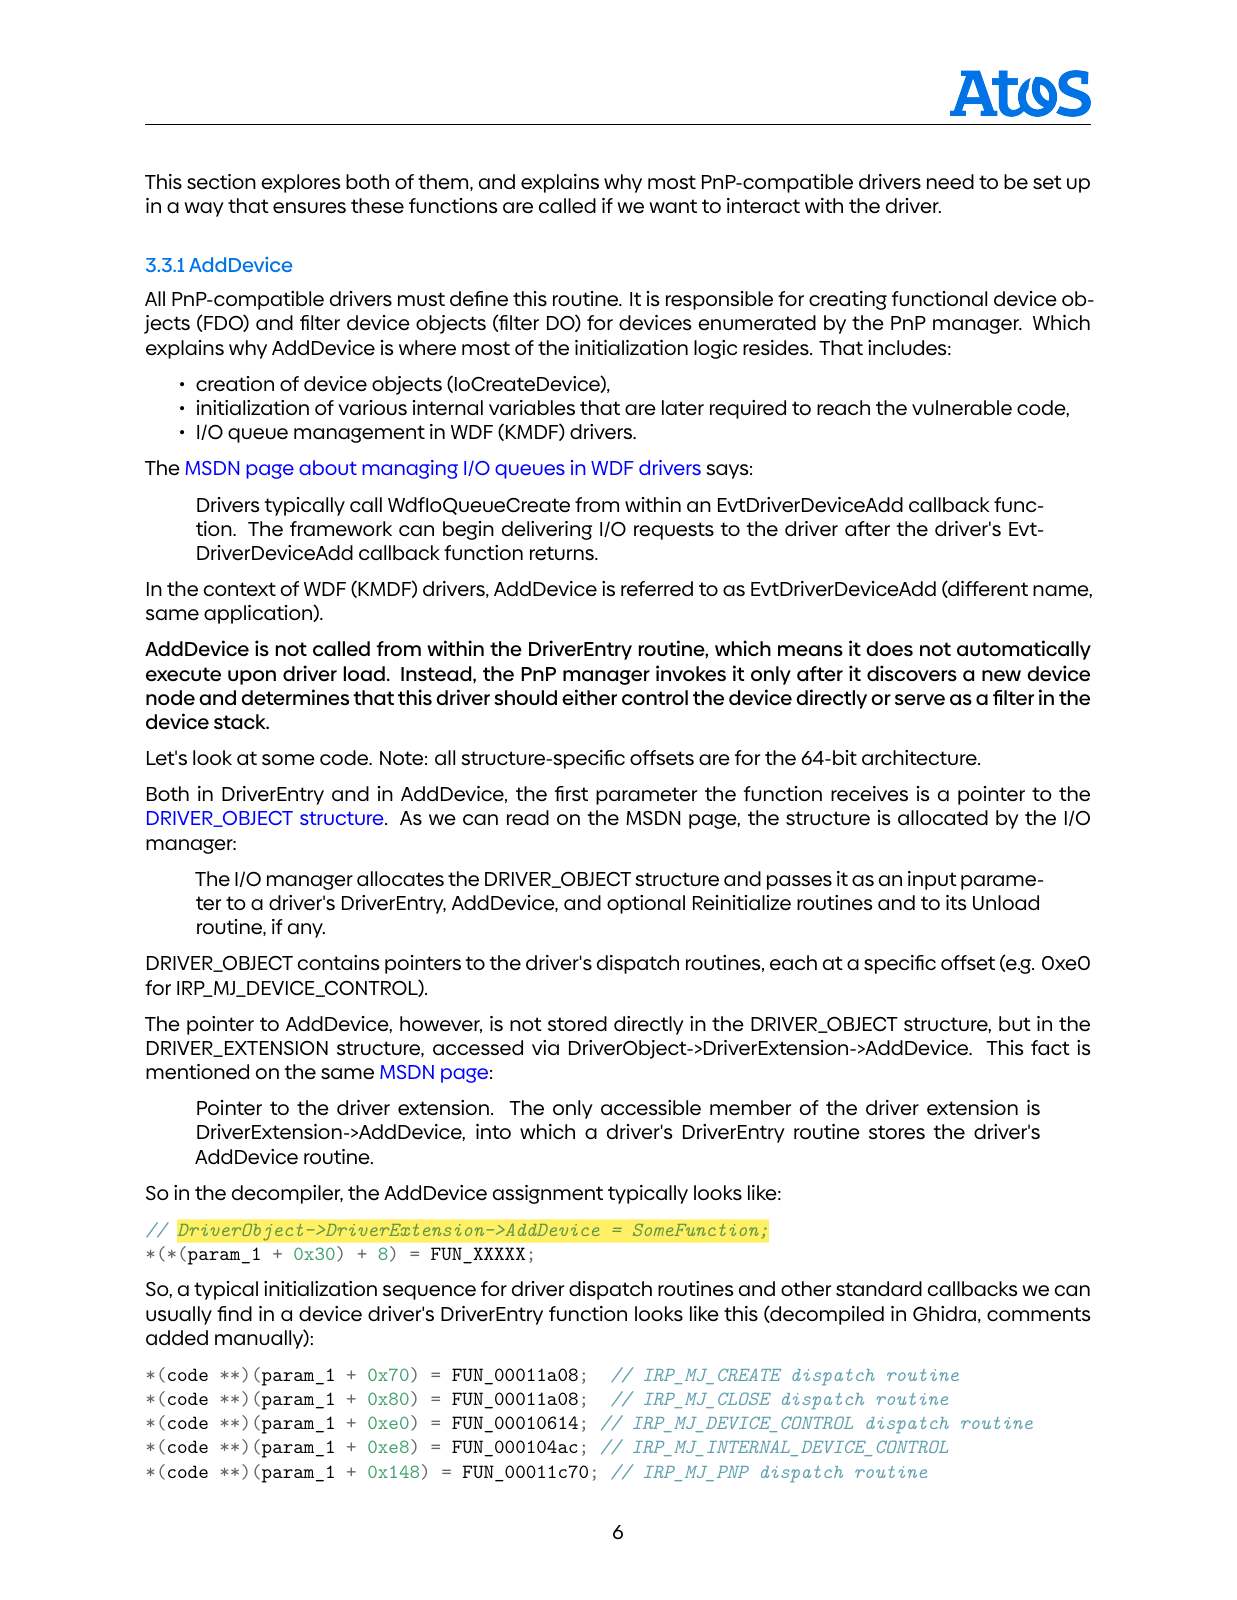 Atos
This section explores both of them, and explains why most PnP-compatible drivers need to be set up
in a way that ensures these functions are called if we want to interact with the driver.
3.3.1 AddDevice
All PnP-compatible drivers must define this routine. It is responsible for creating functional device ob-
jects (FDO) and filter device objects (filter DO) for devices enumerated by the PnP manager. Which
explains why AddDevice is where most of the initialization logic resides. That includes:
• creation of device objects (IoCreateDevice),
• initialization of various internal variables that are later required to reach the vulnerable code,
• I/O queue management in WDF (KMDF) drivers.
The MSDN page about managing I/O queues in WDF drivers says:
Drivers typically call WdfIoQueueCreate from within an EvtDriverDeviceAdd callback func-
tion. The framework can begin delivering I/O requests to the driver after the driver's Evt-
DriverDeviceAdd callback function returns.
In the context of WDF (KMDF) drivers, AddDevice is referred to as EvtDriverDeviceAdd (different name,
same application).
AddDevice is not called from within the DriverEntry routine, which means it does not automatically
execute upon driver load. Instead, the PnP manager invokes it only after it discovers a new device
node and determines that this driver should either control the device directly or serve as a filter in the
device stack.
Let's look at some code. Note: all structure-specific offsets are for the 64-bit architecture.
Both in DriverEntry and in AddDevice, the first parameter the function receives is a pointer to the
DRIVER_OBJECT structure. As we can read on the MSDN page, the structure is allocated by the I/O
manager:
The I/O manager allocates the DRIVER_OBJECT structure and passes it as an input parame-
ter to a driver's DriverEntry, AddDevice, and optional Reinitialize routines and to its Unload
routine, if any.
DRIVER_OBJECT contains pointers to the driver's dispatch routines, each at a specific offset (e.g. 0xe0
for IRP_MJ_DEVICE_CONTROL).
The pointer to AddDevice, however, is not stored directly in the DRIVER_OBJECT structure, but in the
DRIVER_EXTENSION structure, accessed via DriverObject->DriverExtension->AddDevice. This fact is
mentioned on the same MSDN page:
Pointer to the driver extension. The only accessible member of the driver extension is
DriverExtension->AddDevice, into which a driver's DriverEntry routine stores the driver's
AddDevice routine.
So in the decompiler, the AddDevice assignment typically looks like:
// DriverObject->DriverExtension->AddDevice = SomeFunction;
*(*(param_1 + 0x30) + 8) = FUN_XXXXX;
So, a typical initialization sequence for driver dispatch routines and other standard callbacks we can
usually find in a device driver's DriverEntry function looks like this (decompiled in Ghidra, comments
added manually):
*(code **)(param_1 + 0x70) = FUN_00011a08; // IRP_MJ_CREATE dispatch routine
*(code **)(param_1 + 0x80) = FUN_00011a08; // IRP_MJ_CLOSE dispatch routine
*(code **)(param_1 + 0xe0) = FUN_00010614; // IRP_MJ_DEVICE_CONTROL dispatch routine
*(code **)(param_1 + 0xe8) = FUN_000104ac; // IRP_MJ_INTERNAL_DEVICE_CONTROL
*(code **)(param_1 + 0x148) = FUN_00011c70; // IRP_MJ_PNP dispatch routine
6